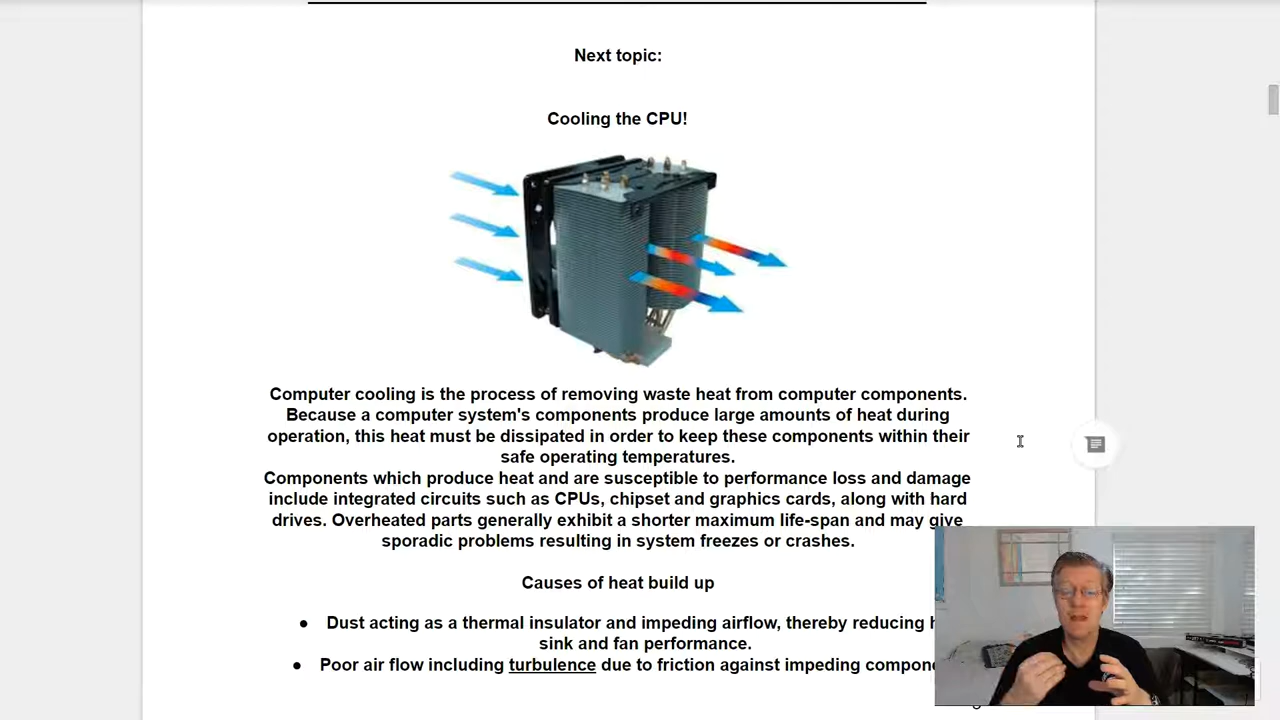 Next topic:
Cooling the CPU!
Computer cooling is the process of removing waste heat from computer components.
Because a computer system's components produce large amounts of heat during
operation, this heat must be dissipated in order to keep these components within their
safe operating temperatures.
Components which produce heat and are susceptible to performance loss and damage
include integrated circuits such as CPUs, chipset and graphics cards, along with hard
drives. Overheated parts generally exhibit a shorter maximum life-span and may give
sporadic problems resulting in system freezes or crashes.
Causes of heat build up
● Dust acting as a thermal insulator and impeding airflow, thereby reducing
sink and fan performance.
● Poor air flow including turbulence due to friction against impeding